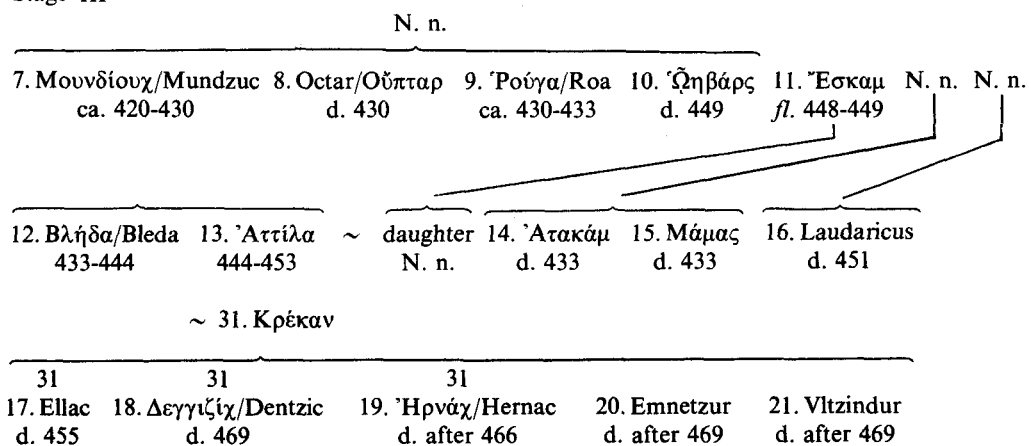 N. n.
7. Μουνδίουχ/Mundzuc 8. Octar/Οὔπταρ 9. Ῥούγα/Roa 10. Ὦηβάρς 11. Ἔσκαμ N. n. N. n.
ca. 420-430 d. 430 ca. 430-433 d. 449 fl. 448-449
12. Βλήδα/Bleda 13. Ἀττίλα ~ daughter 14. Ἀτακάμ 15. Μάμας 16. Laudaricus
433-444 444-453 N. n. d. 433 d. 433 d. 451
~ 31. Κρέκαν
31 31 31
17. Ellac 18. Δεγγιζίχ/Dentzic 19. Ἠρνάχ/Hernac 20. Emnetzur 21. Vltzindur
d. 455 d. 469 d. after 466 d. after 469 d. after 469